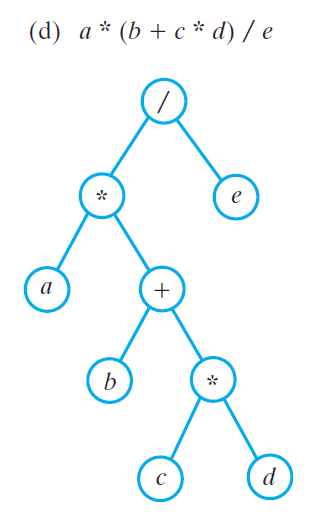 (d) a * (b + c * d) / e
/
* e
a +
b *
c d